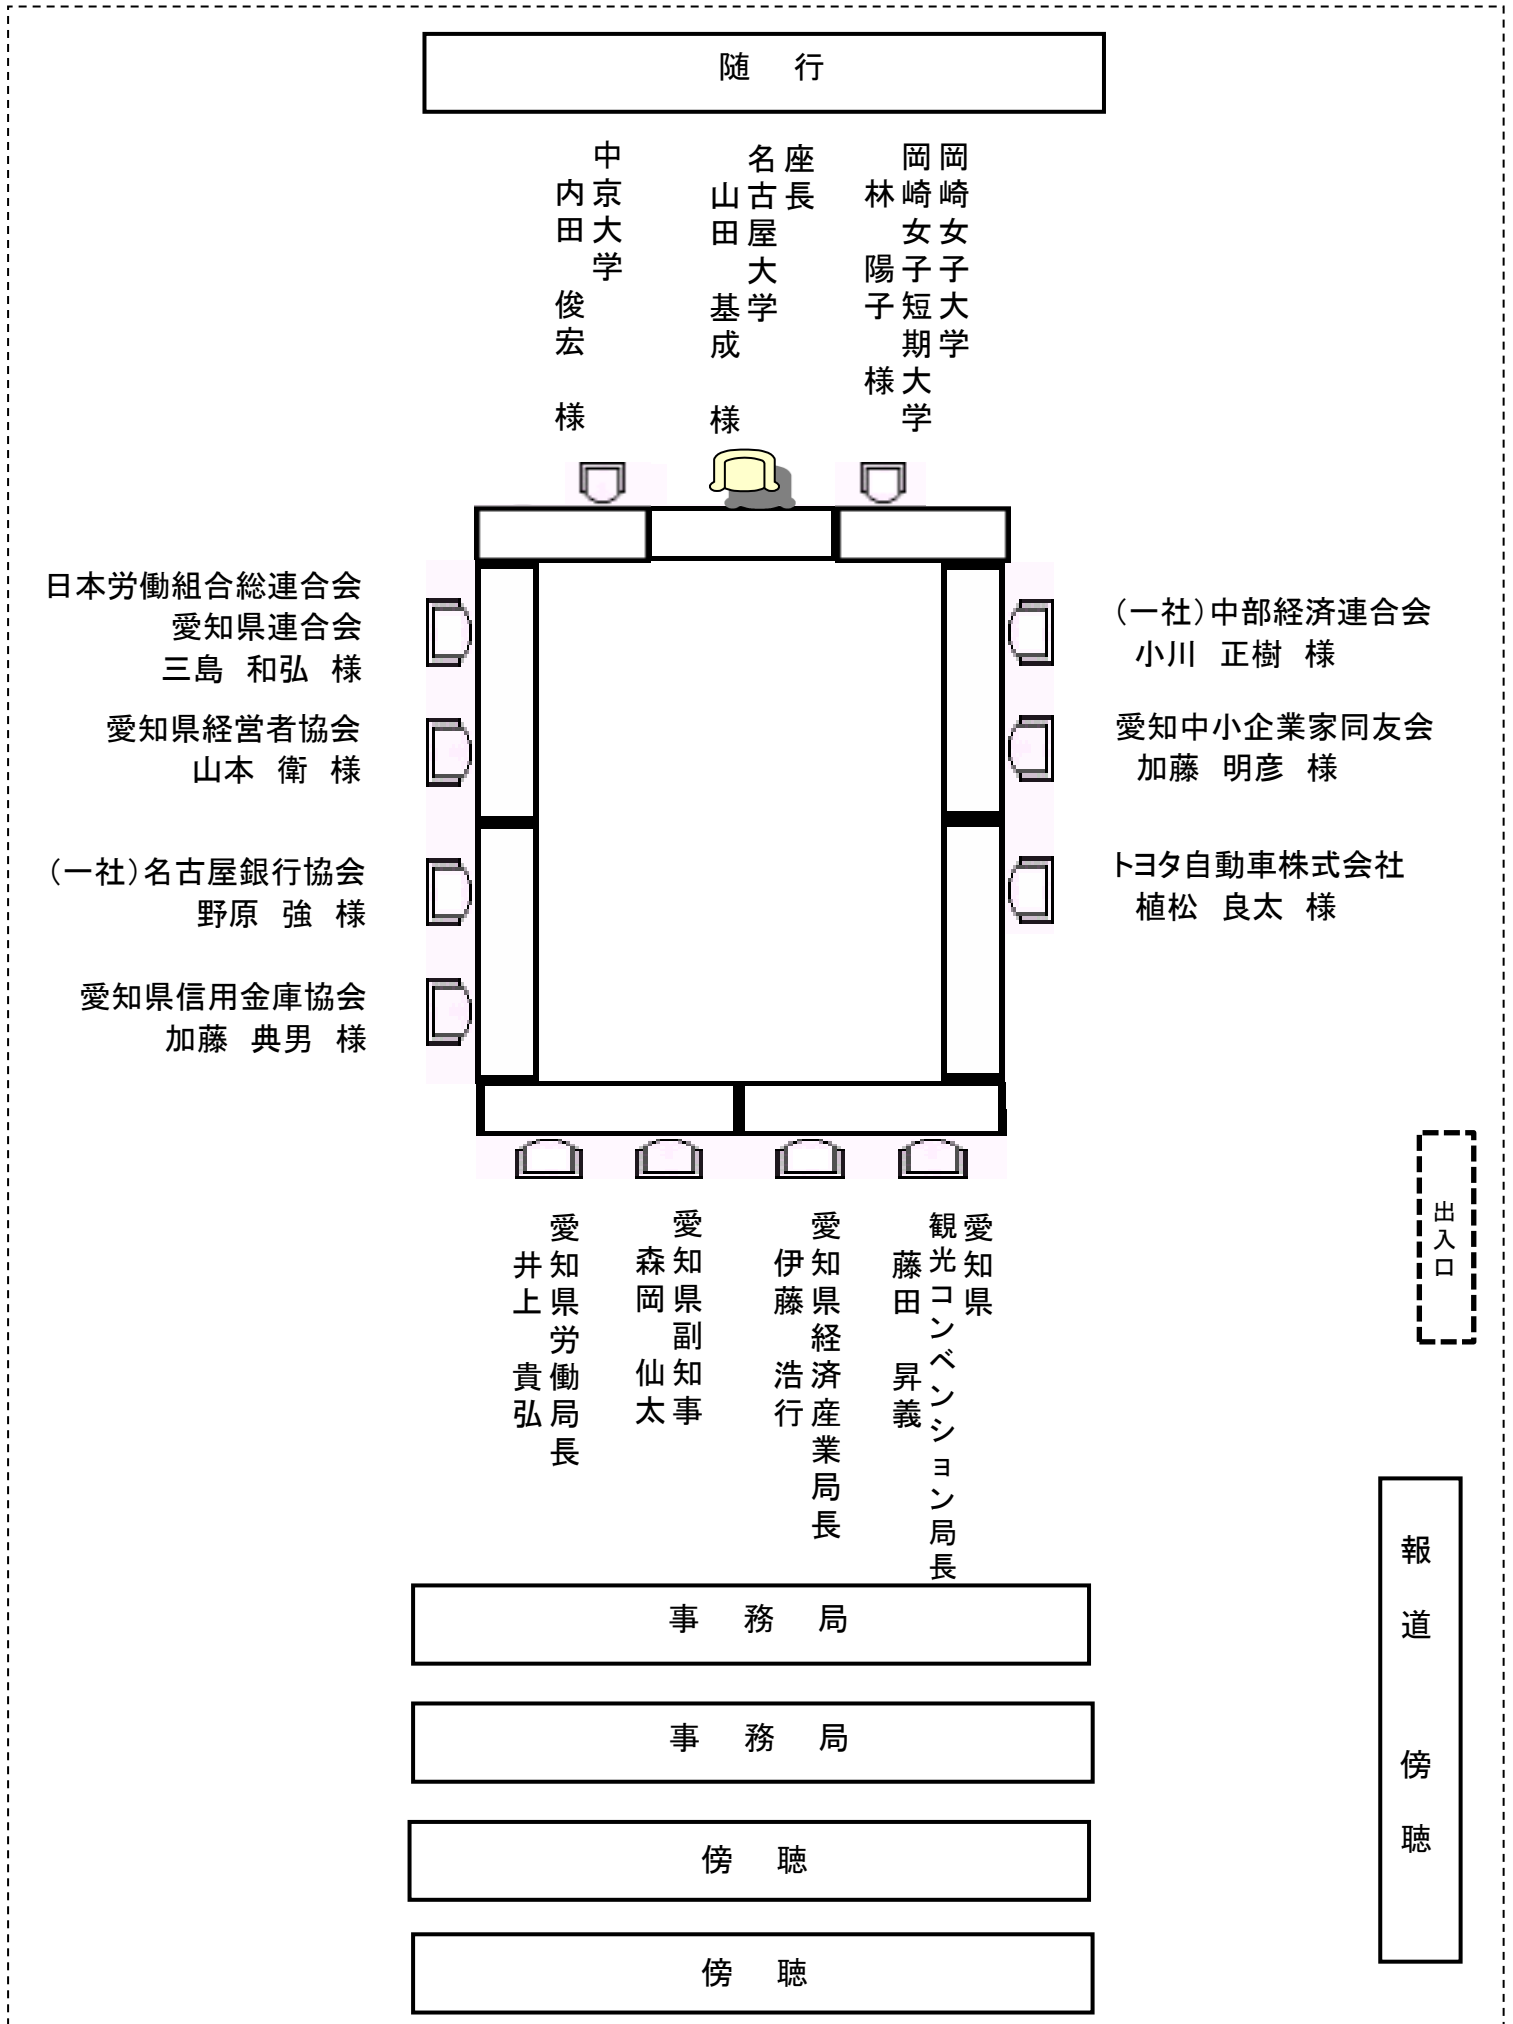 随　行
岡崎女子大学
岡崎女子短期大学
林　陽子　様
座長
名古屋大学
山田　基成　様
中京大学
内田　俊宏　様
日本労働組合総連合会
愛知県連合会
三島　和弘　様
愛知県経営者協会
山本　衛　様
（一社）名古屋銀行協会
野原　強　様
愛知県信用金庫協会
加藤　典男　様
（一社）中部経済連合会
小川　正樹　様
愛知中小企業家同友会
加藤　明彦　様
トヨタ自動車株式会社
植松　良太　様
愛知県
観光コンベンション局長
藤田　昇義
愛知県経済産業局長
伊藤　浩行
愛知県副知事
森岡　仙太
愛知県労働局長
井上　貴弘
出入口
報道　傍聴
事　務　局
事　務　局
傍　聴
傍　聴